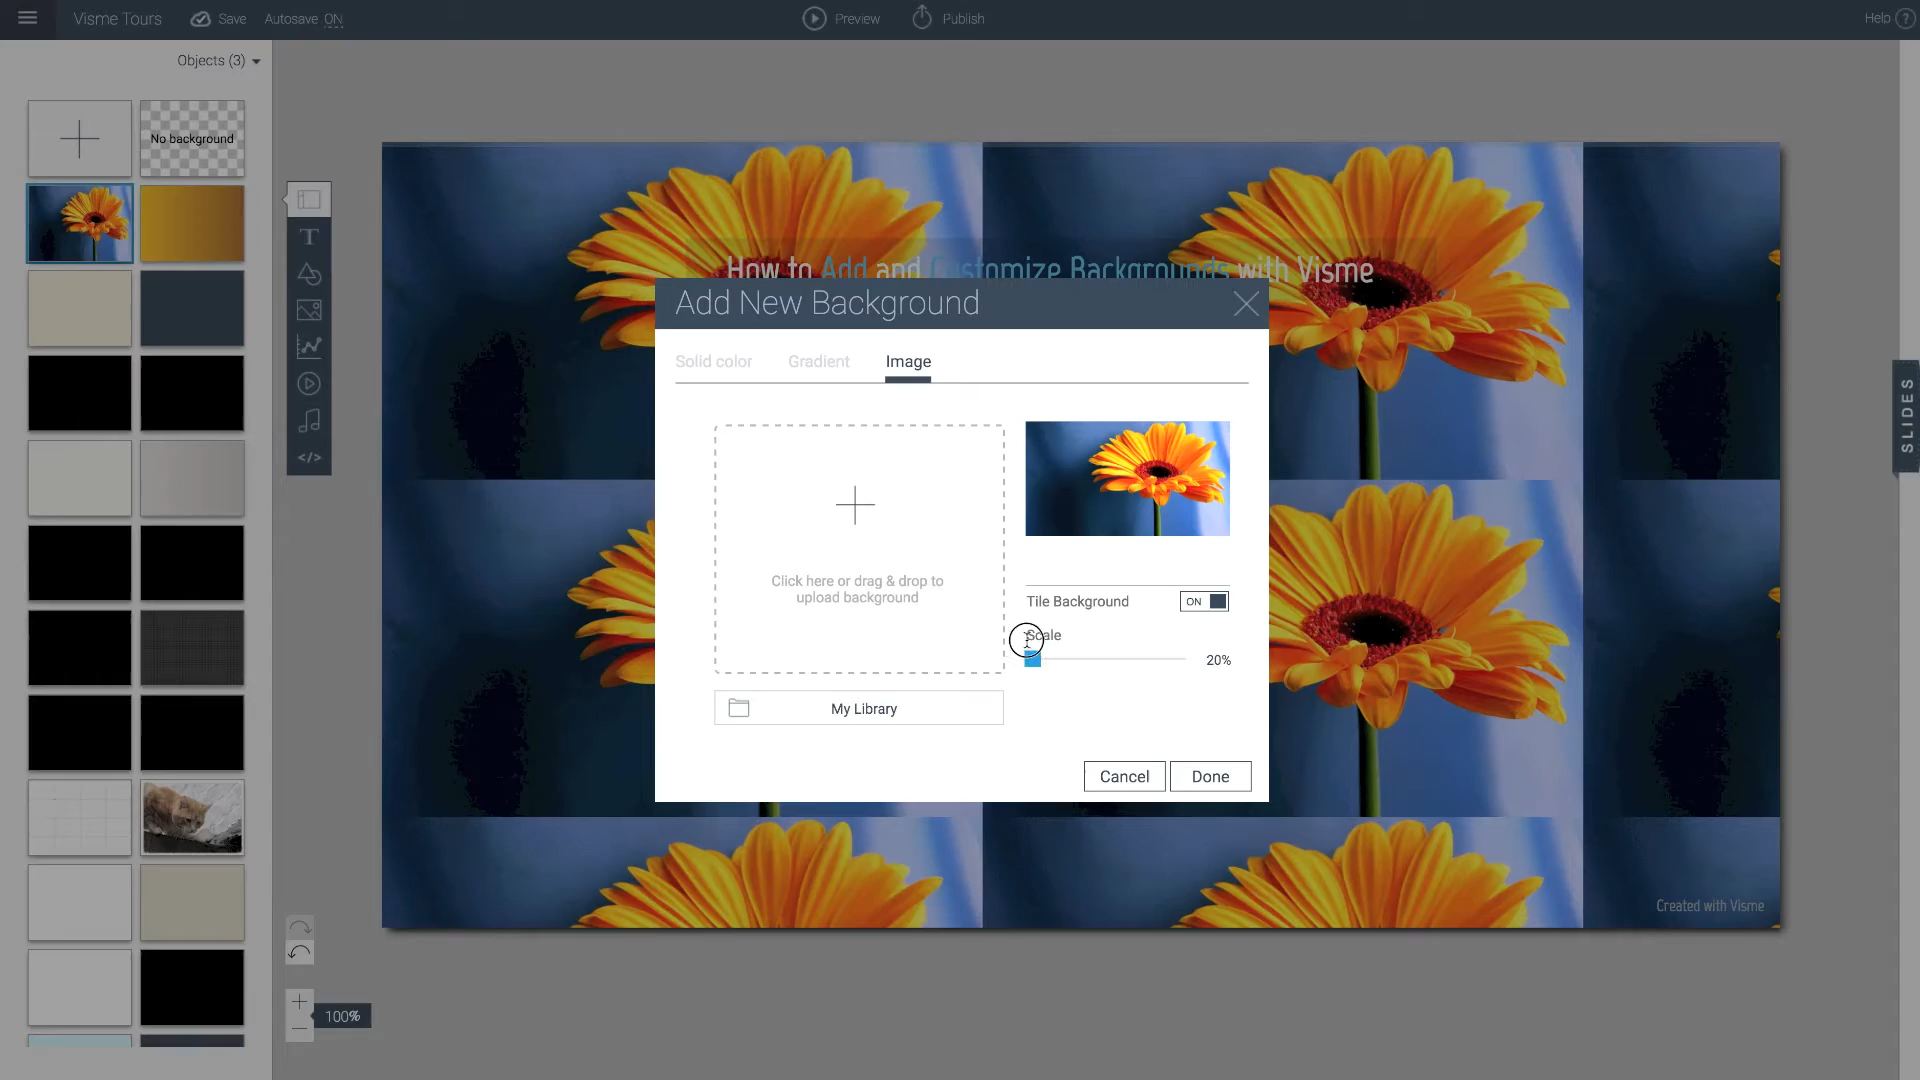 Visme Tours
Save
Autosave ON
Preview
Publish
Help ?
Objects (3)
No background
T
</>
How to Add and Customize Backgrounds with Visme
Add New Background
Solid color
Gradient
Image
Click here or drag & drop to
upload background
My Library
Tile Background
ON
Scale
20%
Cancel
Done
SLIDES
Created with Visme
100%